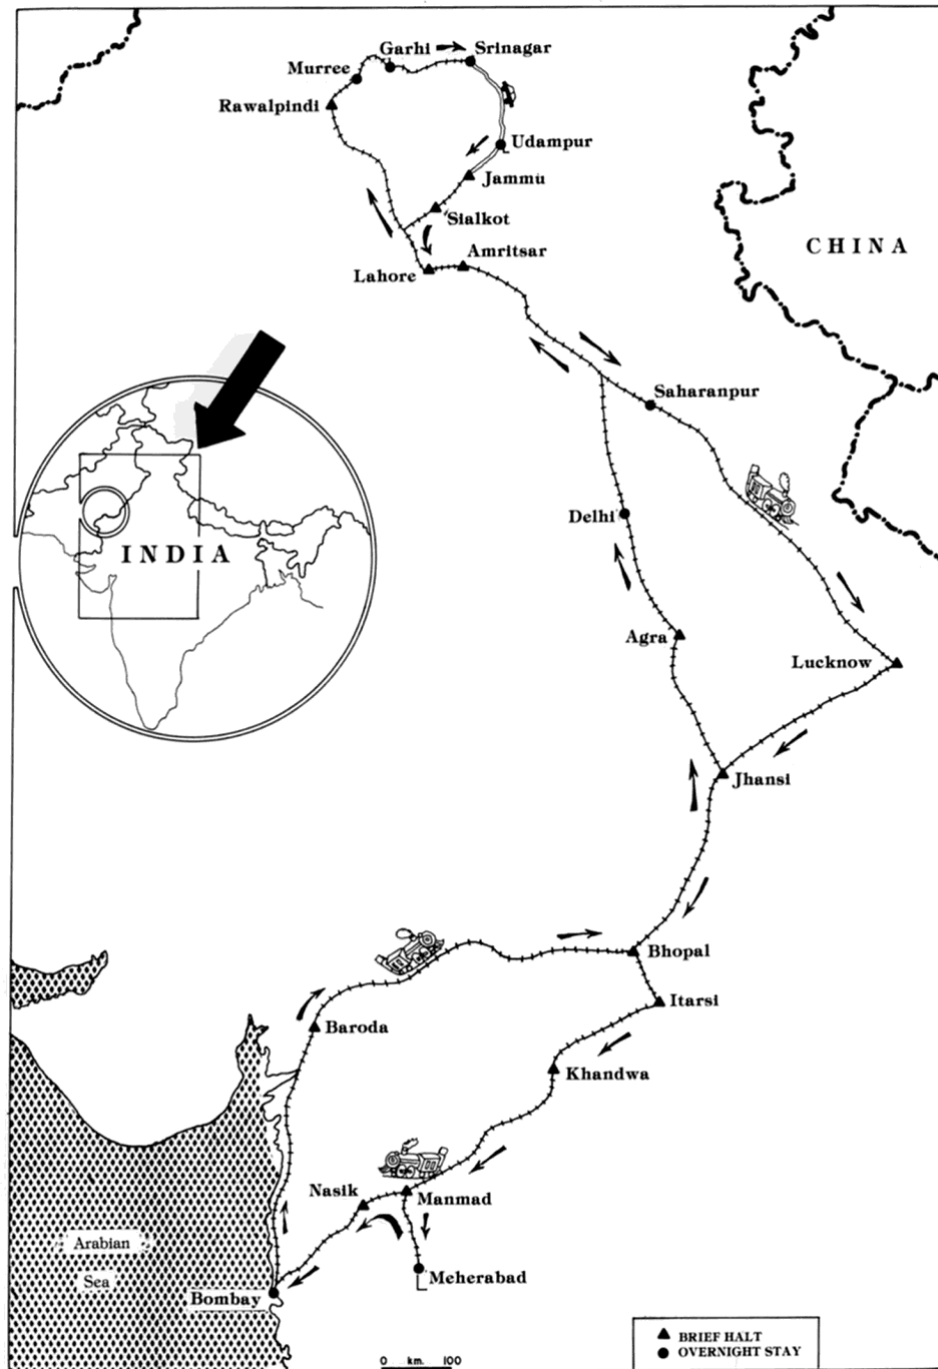 Garhi
Srinagar
Murree
Rawalpindi
Udampur
Jammu
Sialkot
CHINA
Amritsar
Lahore
Saharanpur
Delhi
INDIA
Agra
Lucknow
Jhansi
Bhopal
Itarsi
Baroda
Khandwa
Nasik
Manmad
Arabian
Sea
Meherabad
Bombay
BRIEF HALT
OVERNIGHT STAY
0 km. 100